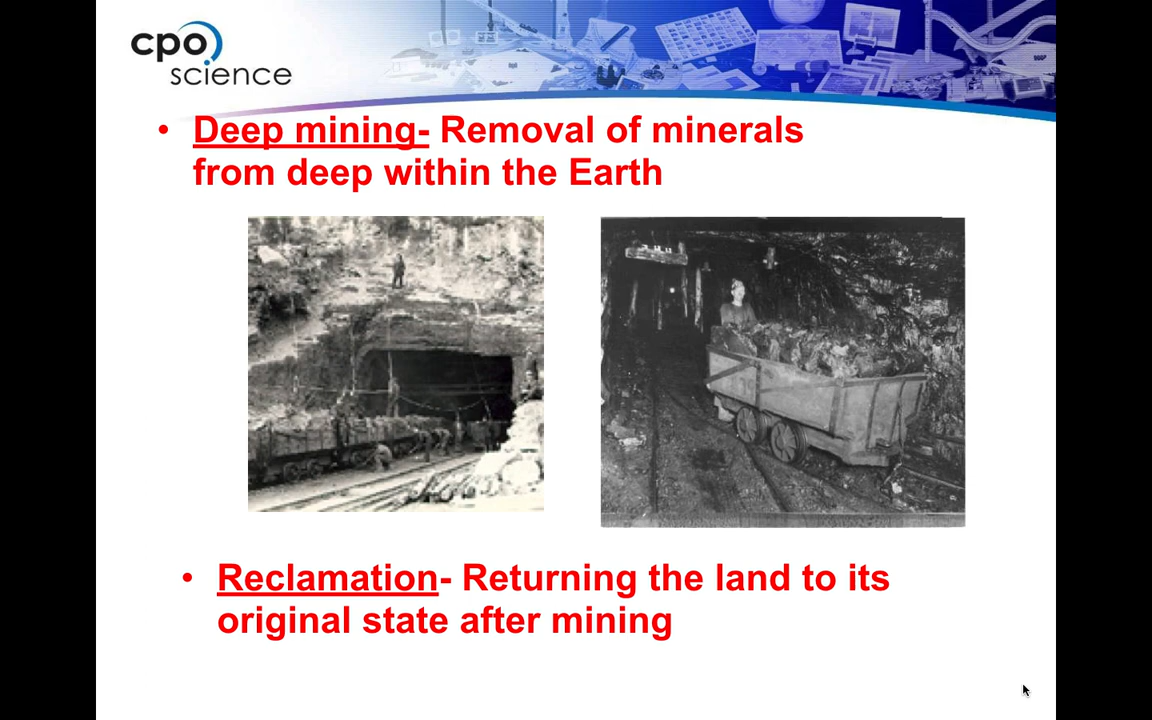 cpo
science
• Deep mining- Removal of minerals
from deep within the Earth
• Reclamation- Returning the land to its
original state after mining